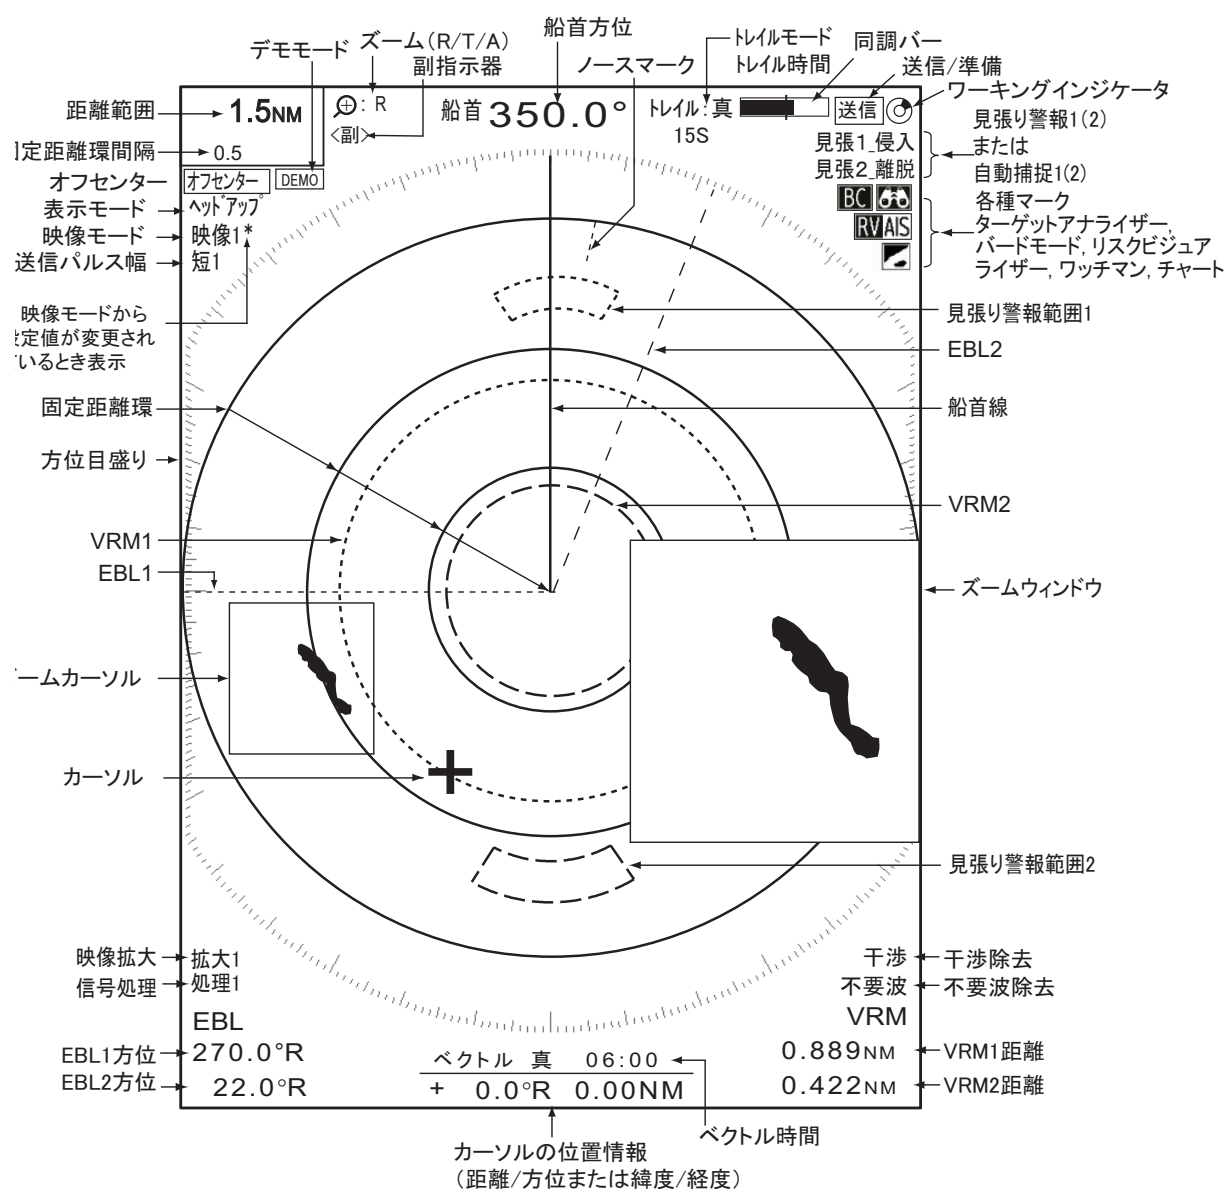 船首方位
デモモード
ズーム(R/T/A)
副指示器
ノースマーク
トレイルモード
トレイル時間
同調バー
送信/準備
ワーキングインジケータ
距離範囲
1.5NM
: R
<副>
船首 350.0°
トレイル:真
15S
送信
見張り警報1(2)
または
自動捕捉1(2)
固定距離環間隔
0.5
見張1_侵入
見張2_離脱
オフセンター
オフセンター
DEMO
表示モード
ヘッドアップ
映像モード
映像1*
送信パルス幅
短1
BC
RV AIS
各種マーク
ターゲットアナライザー,
バードモード, リスクビジュア
ライザー, ワッチマン, チャート
映像モードから
定値が変更され
いるとき表示
見張り警報範囲1
EBL2
固定距離環
船首線
方位目盛り
VRM2
VRM1
EBL1
ズームウィンドウ
ームカーソル
カーソル
見張り警報範囲2
映像拡大
拡大1
干渉
干渉除去
信号処理
処理1
不要波
不要波除去
EBL
VRM
EBL1方位
270.0°R
ベクトル 真 06:00
0.889NM
VRM1距離
EBL2方位
22.0°R
+ 0.0°R 0.00NM
0.422NM
VRM2距離
ベクトル時間
カーソルの位置情報
(距離/方位または緯度/経度)